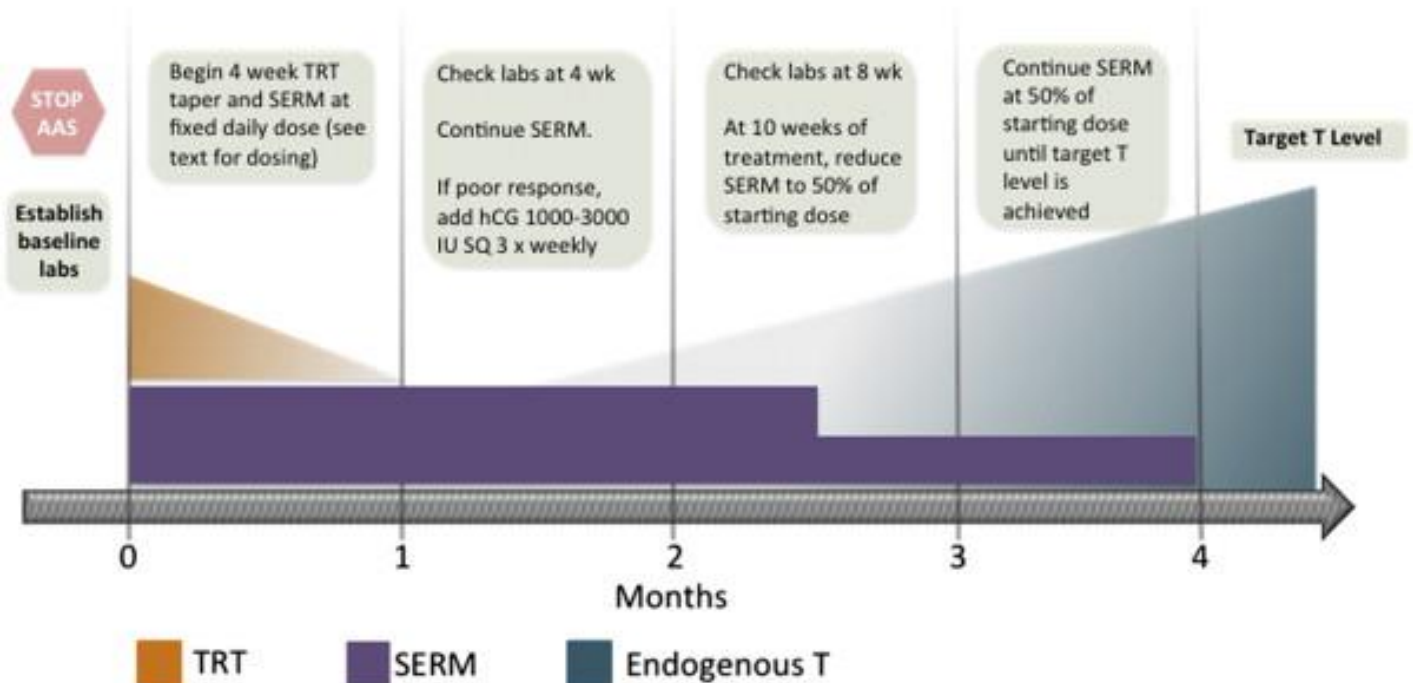 STOP
AAS
Establish
baseline
labs
Begin 4 week TRT
taper and SERM at
fixed daily dose (see
text for dosing)
Check labs at 4 wk
Continue SERM.
If poor response,
add hCG 1000-3000
IU SQ 3 x weekly
Check labs at 8 wk
At 10 weeks of
treatment, reduce
SERM to 50% of
starting dose
Continue SERM
at 50% of
starting dose
until target T
level is
achieved
Target T Level
0 1 2 3 4
Months
TRT SERM Endogenous T